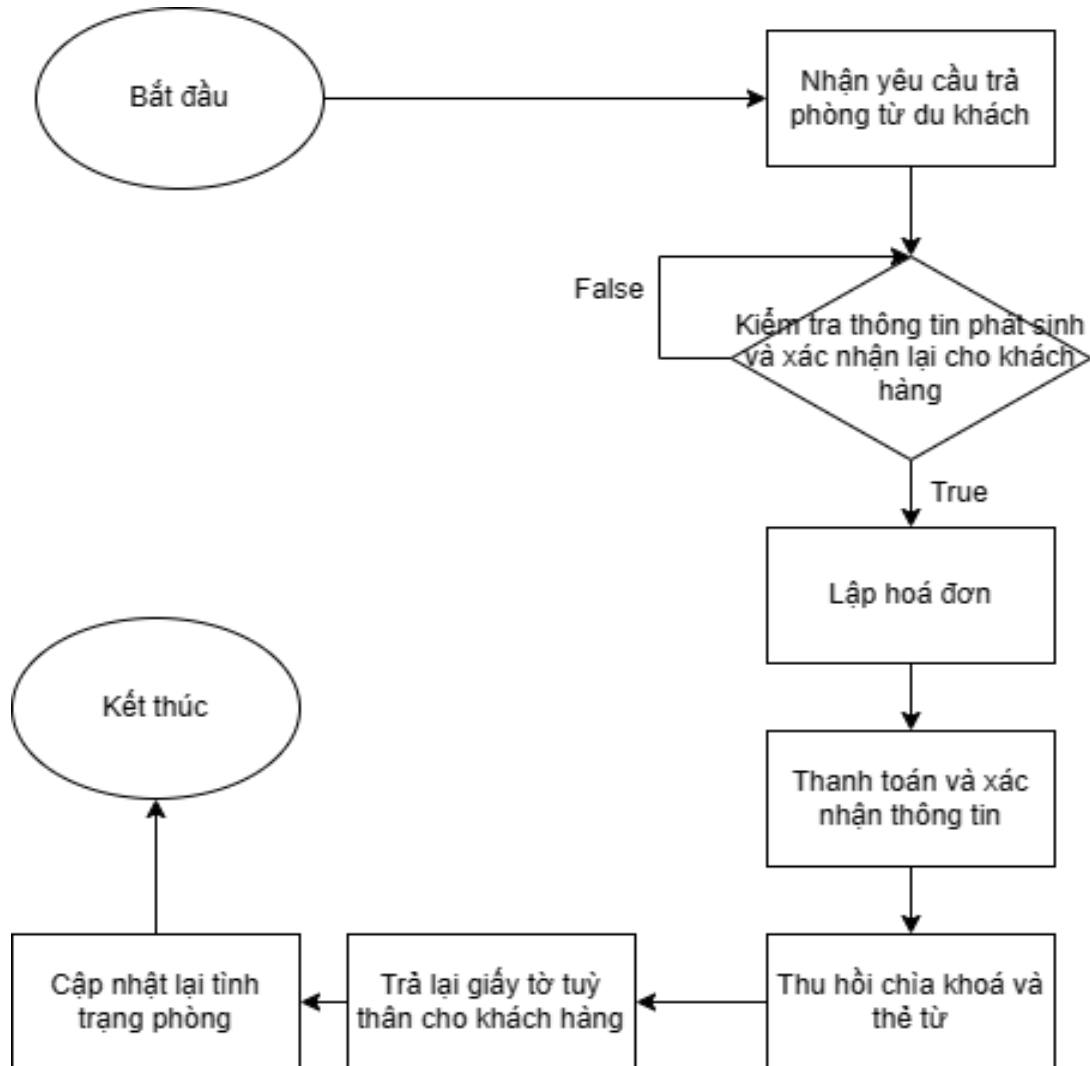 Bắt đầu
Nhận yêu cầu trả
phòng từ du khách
False
Kiểm tra thông tin phát sinh
và xác nhận lại cho khách
hàng
True
Lập hoá đơn
Thanh toán và xác
nhận thông tin
Thu hồi chìa khoá và
thẻ từ
Trả lại giấy tờ tuỳ
thân cho khách hàng
Cập nhật lại tình
trạng phòng
Kết thúc